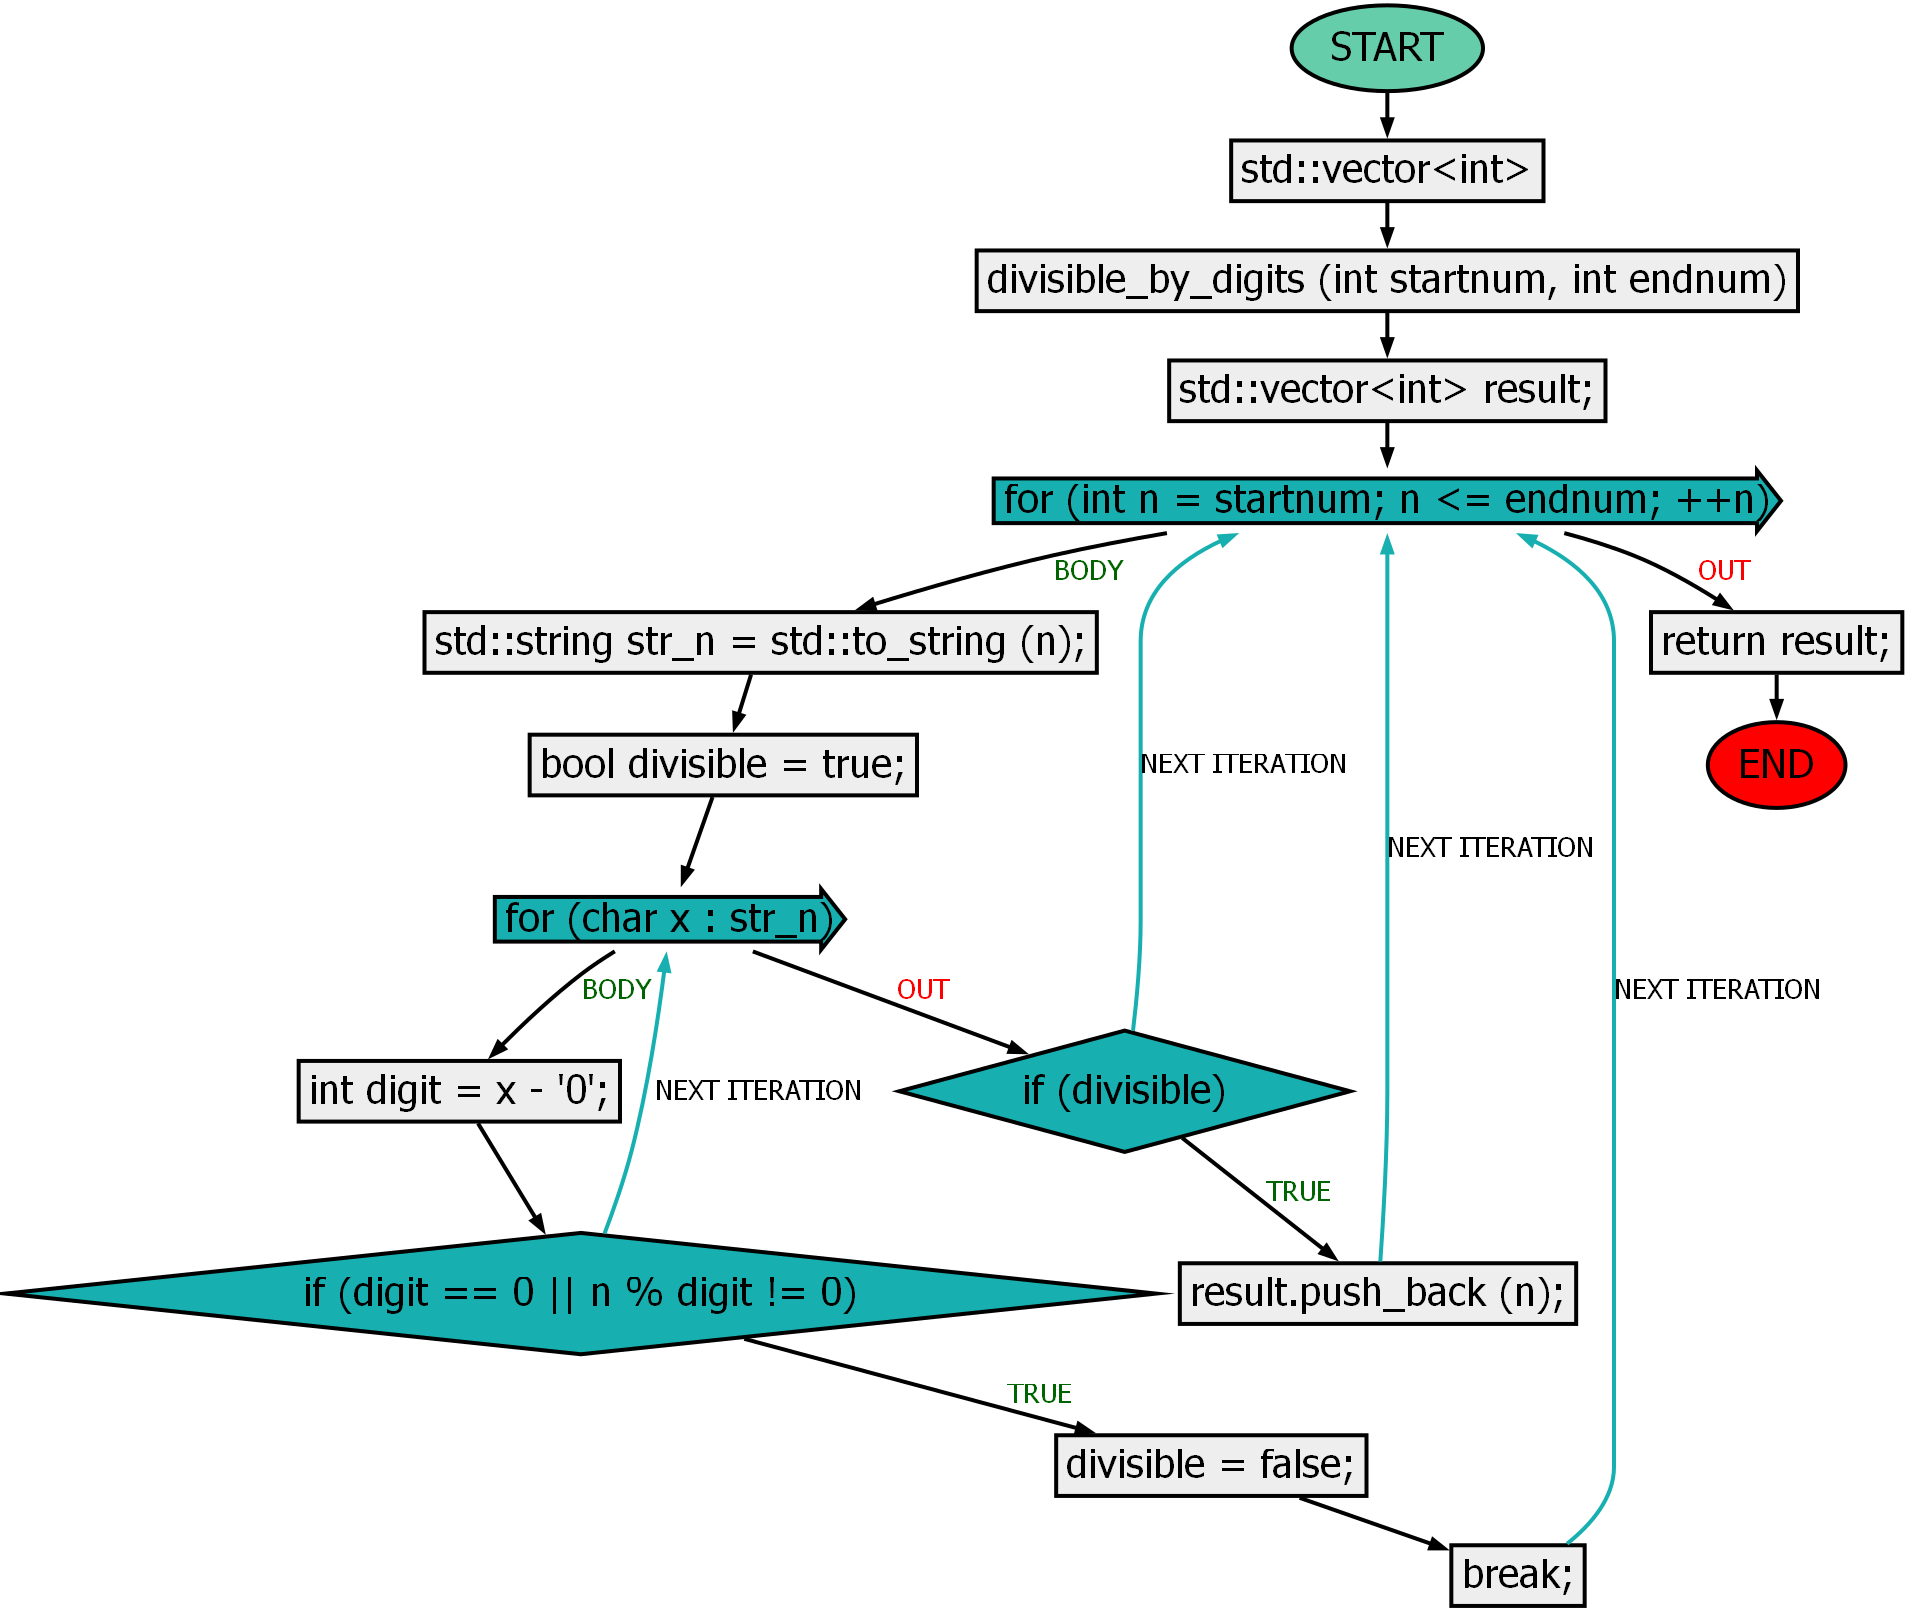 START
std::vector<int>
divisible_by_digits (int startnum, int endnum)
std::vector<int> result;
for (int n = startnum; n <= endnum; ++n)
BODY
OUT
std::string str_n = std::to_string (n);
return result;
bool divisible = true;
NEXT ITERATION
END
NEXT ITERATION
for (char x : str_n)
BODY
OUT
NEXT ITERATION
int digit = x - '0';
NEXT ITERATION
if (divisible)
TRUE
if (digit == 0 || n % digit != 0)
result.push_back (n);
TRUE
divisible = false;
break;